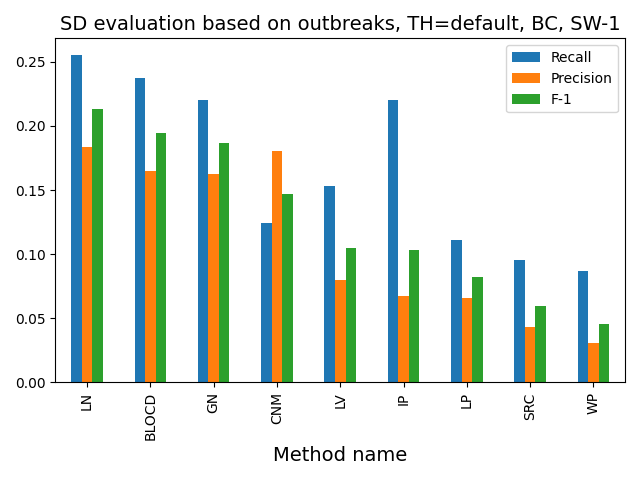 SD evaluation based on outbreaks, TH=default, BC, SW-1
Recall
Precision
F-1
0.25
0.20
0.15
0.10
0.05
0.00
LN
BLOCD
GN
CNM
LV
IP
LP
SRC
WP
Method name